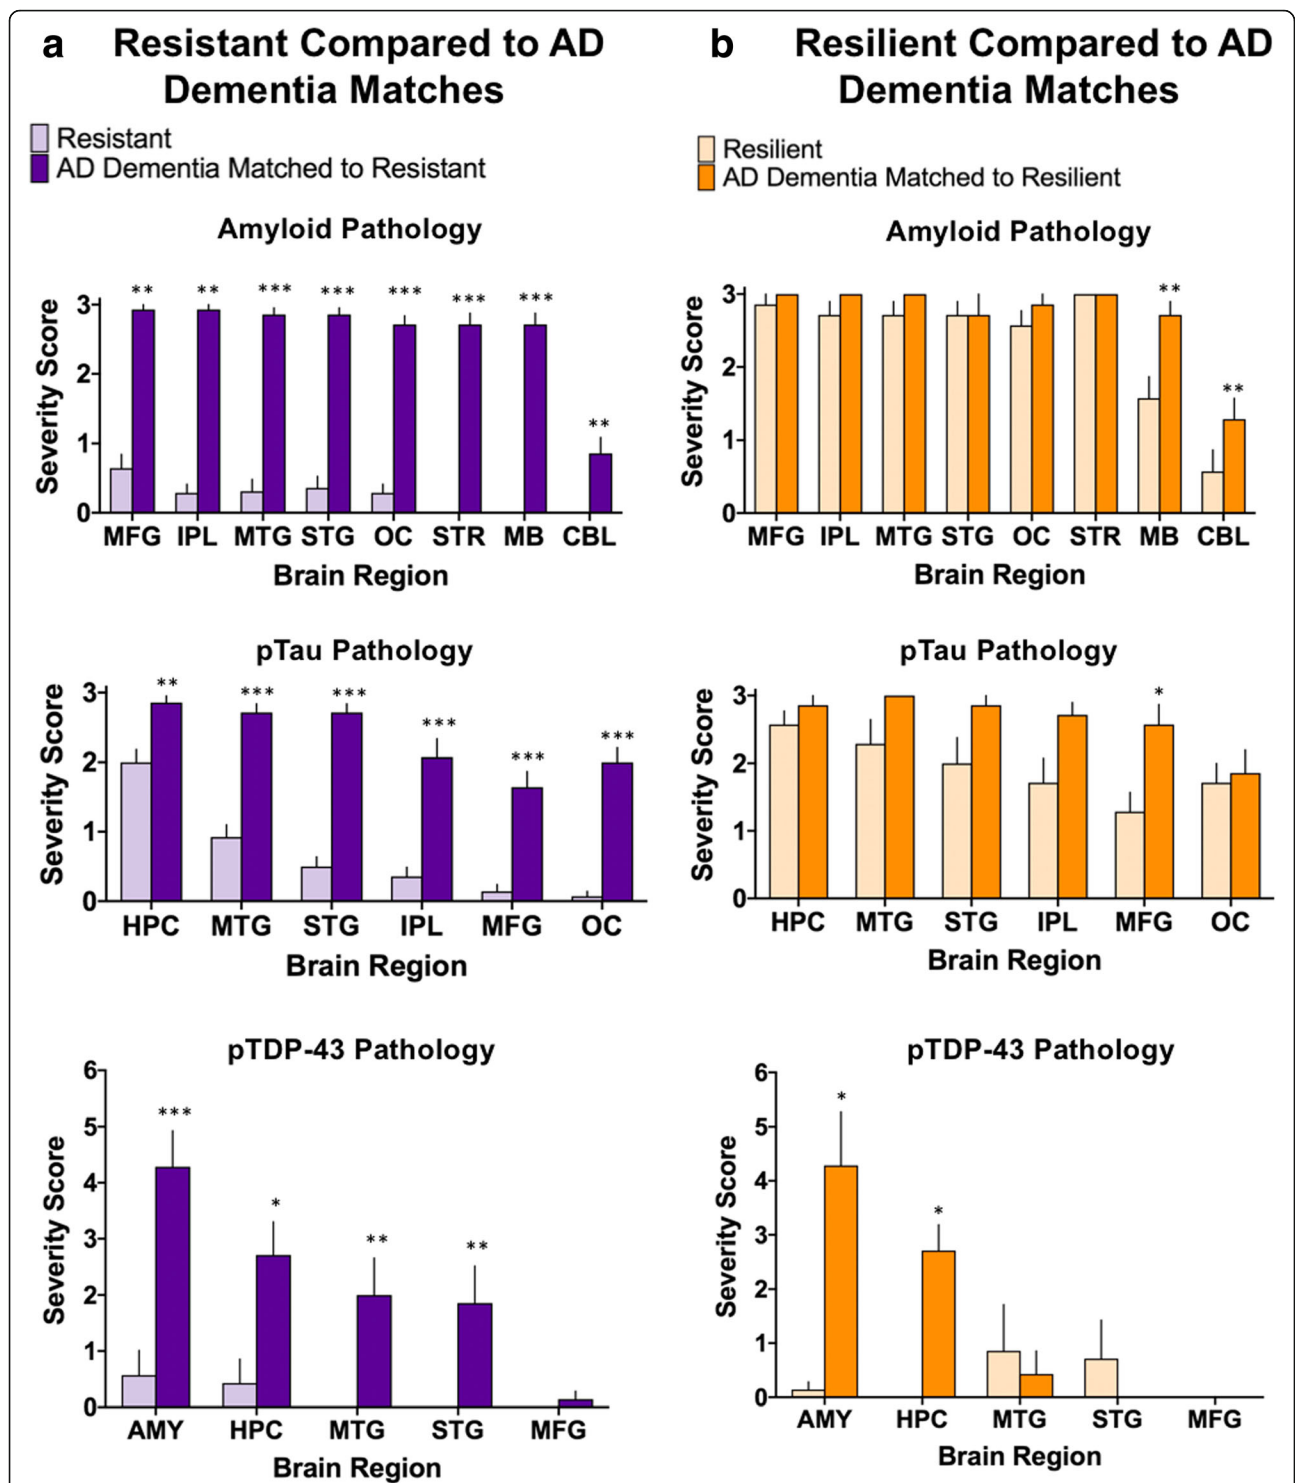 a Resistant Compared to AD
Dementia Matches
Resistant
AD Dementia Matched to Resistant
Amyloid Pathology
Severity Score
3
2
1
0
** ** *** *** *** *** *** **
MFG IPL MTG STG OC STR MB CBL
Brain Region
pTau Pathology
Severity Score
3
2
1
0
** *** *** *** *** ***
HPC MTG STG IPL MFG OC
Brain Region
pTDP-43 Pathology
Severity Score
6
5
4
3
2
1
0
*** * ** **
AMY HPC MTG STG MFG
Brain Region
b Resilient Compared to AD
Dementia Matches
Resilient
AD Dementia Matched to Resilient
Amyloid Pathology
Severity Score
3
2
1
0
** **
MFG IPL MTG STG OC STR MB CBL
Brain Region
pTau Pathology
Severity Score
3
2
1
0
*
HPC MTG STG IPL MFG OC
Brain Region
pTDP-43 Pathology
Severity Score
6
5
4
3
2
1
0
* *
AMY HPC MTG STG MFG
Brain Region